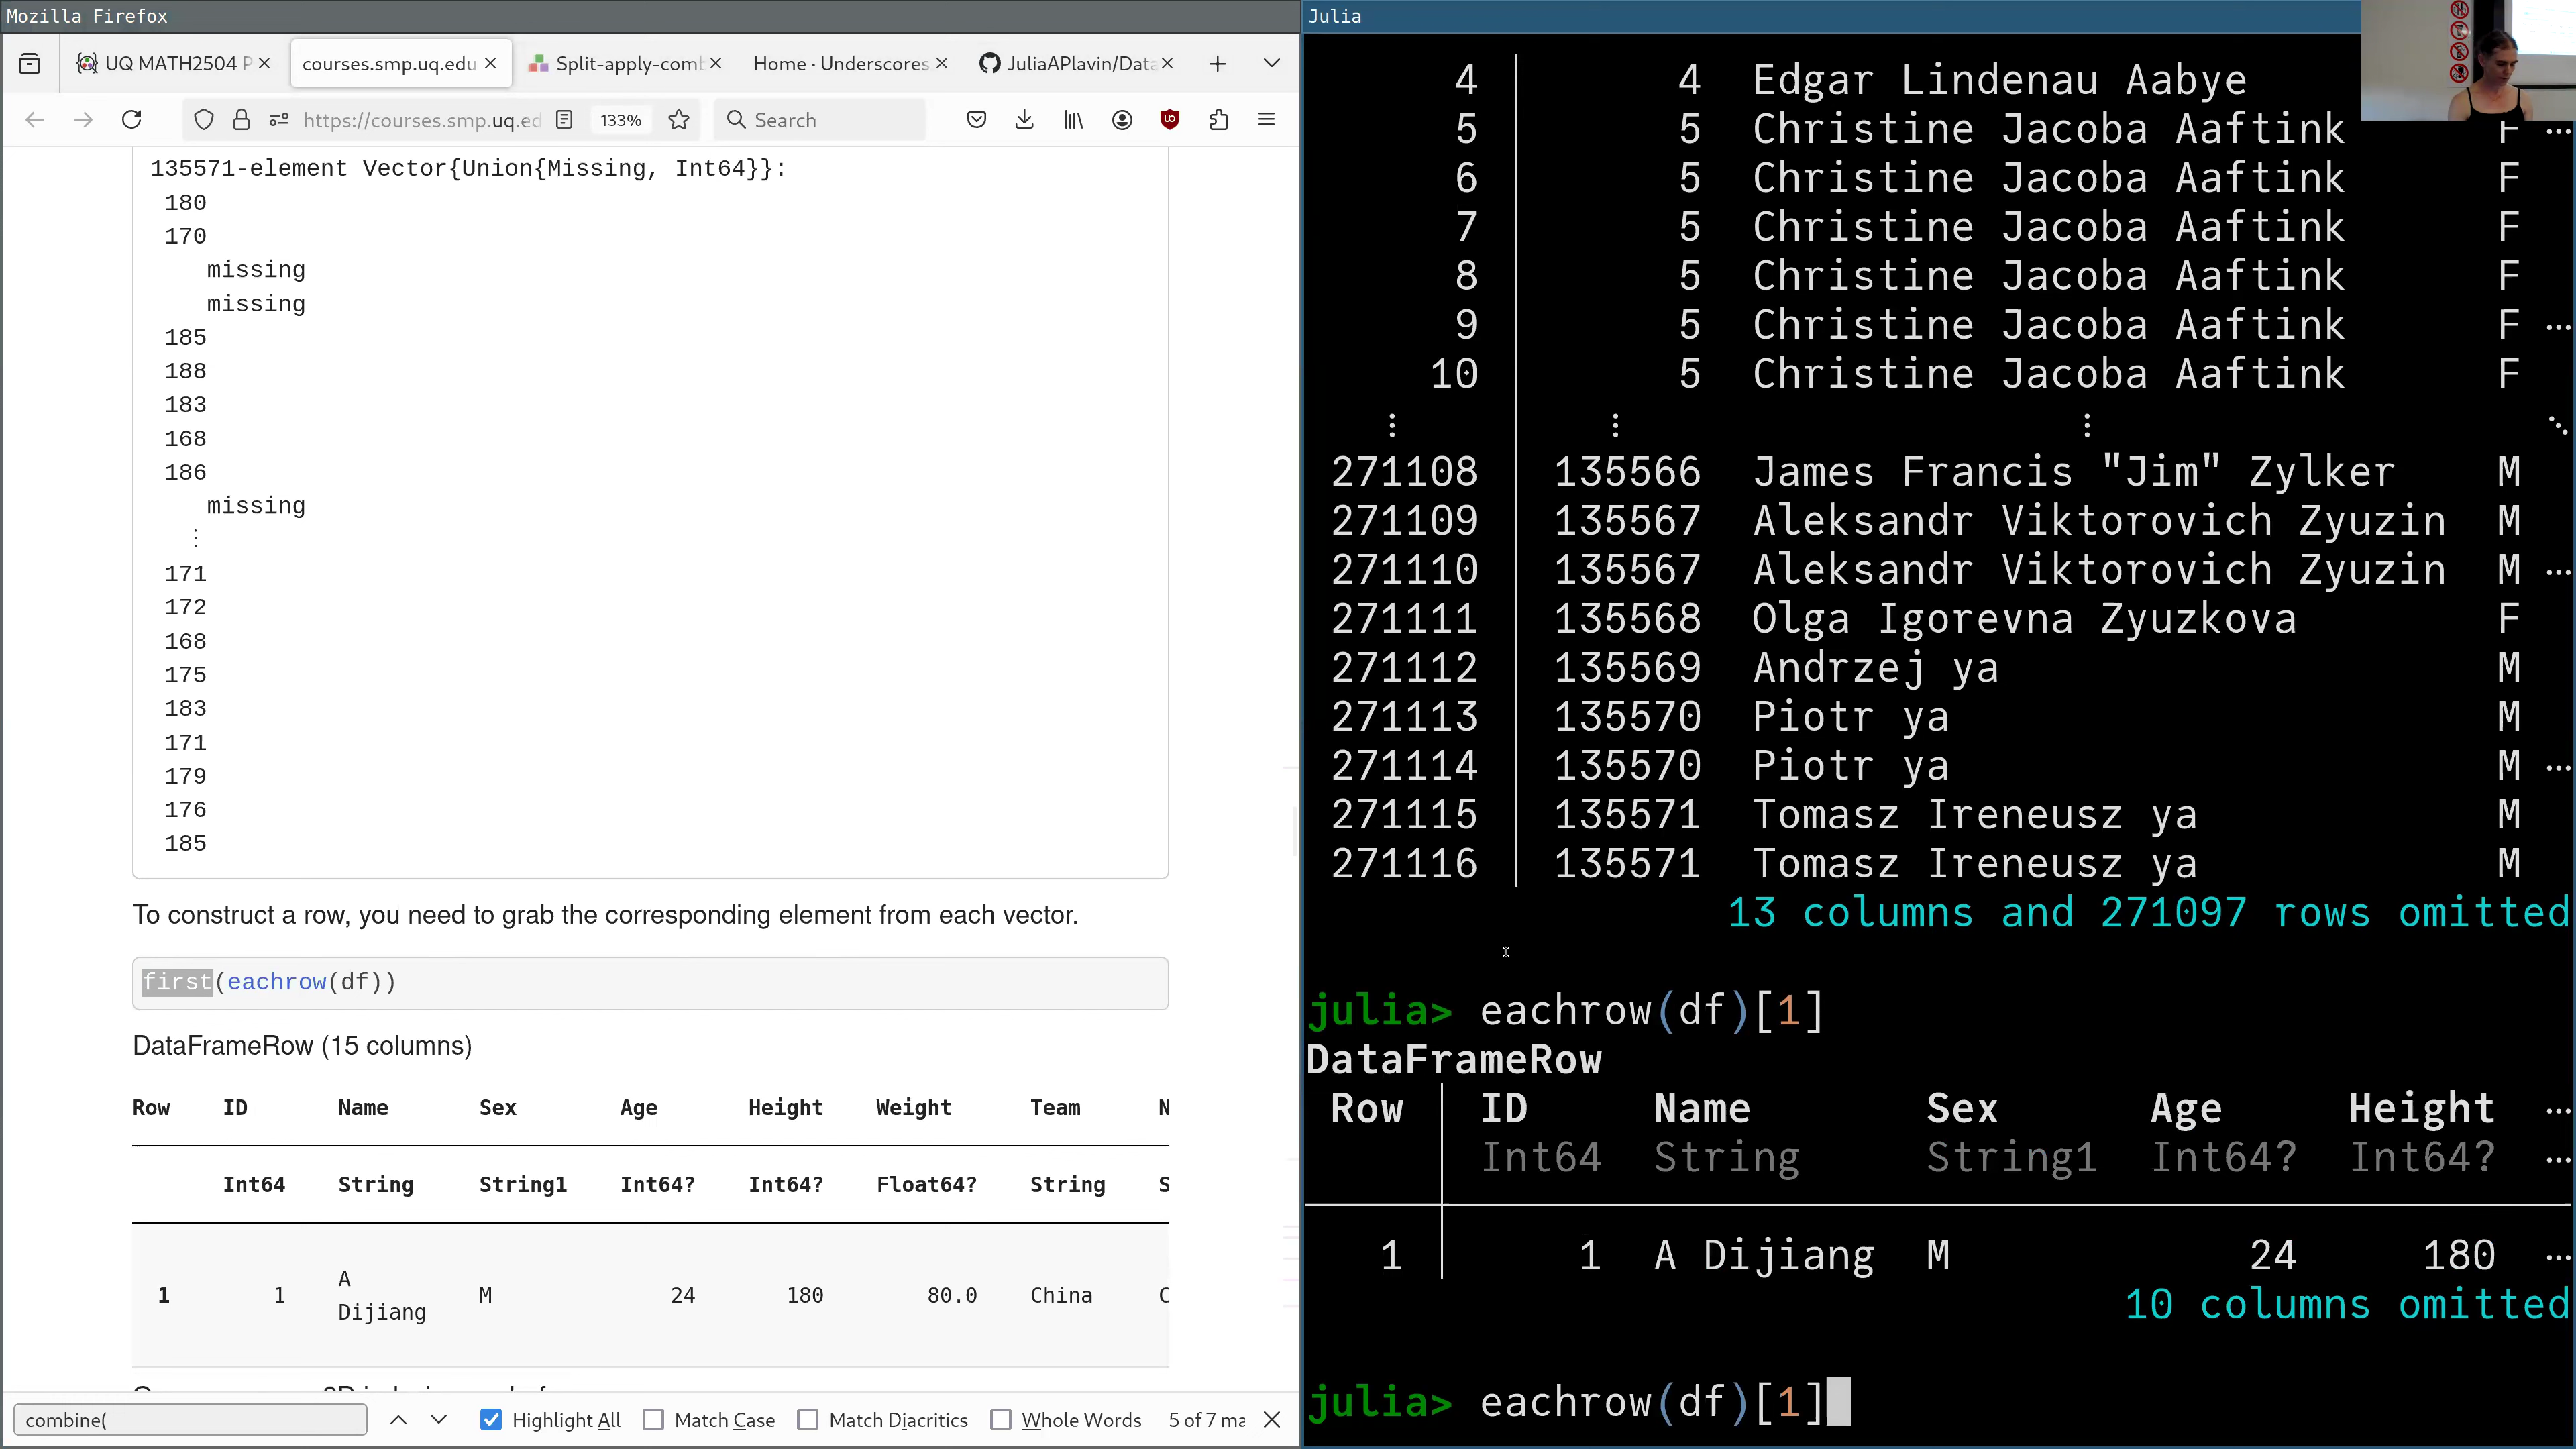 Mozilla Firefox
UQ MATH2504 P
courses.smp.uq.edu
Split-apply-comb
Home · Underscores.
JuliaAPlavin/Data
https://courses.smp.uq.ed
133%
Search
135571-element Vector{Union{Missing, Int64}}:
180
170
missing
missing
185
188
183
168
186
missing
⋮
171
172
168
175
183
171
179
176
185
To construct a row, you need to grab the corresponding element from each vector.
first(eachrow(df))
DataFrameRow (15 columns)
Row ID Name Sex Age Height Weight Team N
Int64 String String1 Int64? Int64? Float64? String S
1 1 A Dijiang M 24 180 80.0 China C
combine(
Highlight All
Match Case
Match Diacritics
Whole Words
5 of 7 ma
Julia
4 4 Edgar Lindenau Aabye
5 5 Christine Jacoba Aaftink F …
6 5 Christine Jacoba Aaftink F
7 5 Christine Jacoba Aaftink F
8 5 Christine Jacoba Aaftink F
9 5 Christine Jacoba Aaftink F …
10 5 Christine Jacoba Aaftink F
⋮ ⋮ ⋮ ⋱
271108 135566 James Francis "Jim" Zylker M
271109 135567 Aleksandr Viktorovich Zyuzin M
271110 135567 Aleksandr Viktorovich Zyuzin M …
271111 135568 Olga Igorevna Zyuzkova F
271112 135569 Andrzej ya M
271113 135570 Piotr ya M
271114 135570 Piotr ya M …
271115 135571 Tomasz Ireneusz ya M
271116 135571 Tomasz Ireneusz ya M
13 columns and 271097 rows omitted
julia> eachrow(df)[1]
DataFrameRow
Row ID Name Sex Age Height …
Int64 String String1 Int64? Int64? …
1 1 A Dijiang M 24 180 …
10 columns omitted
julia> eachrow(df)[1]